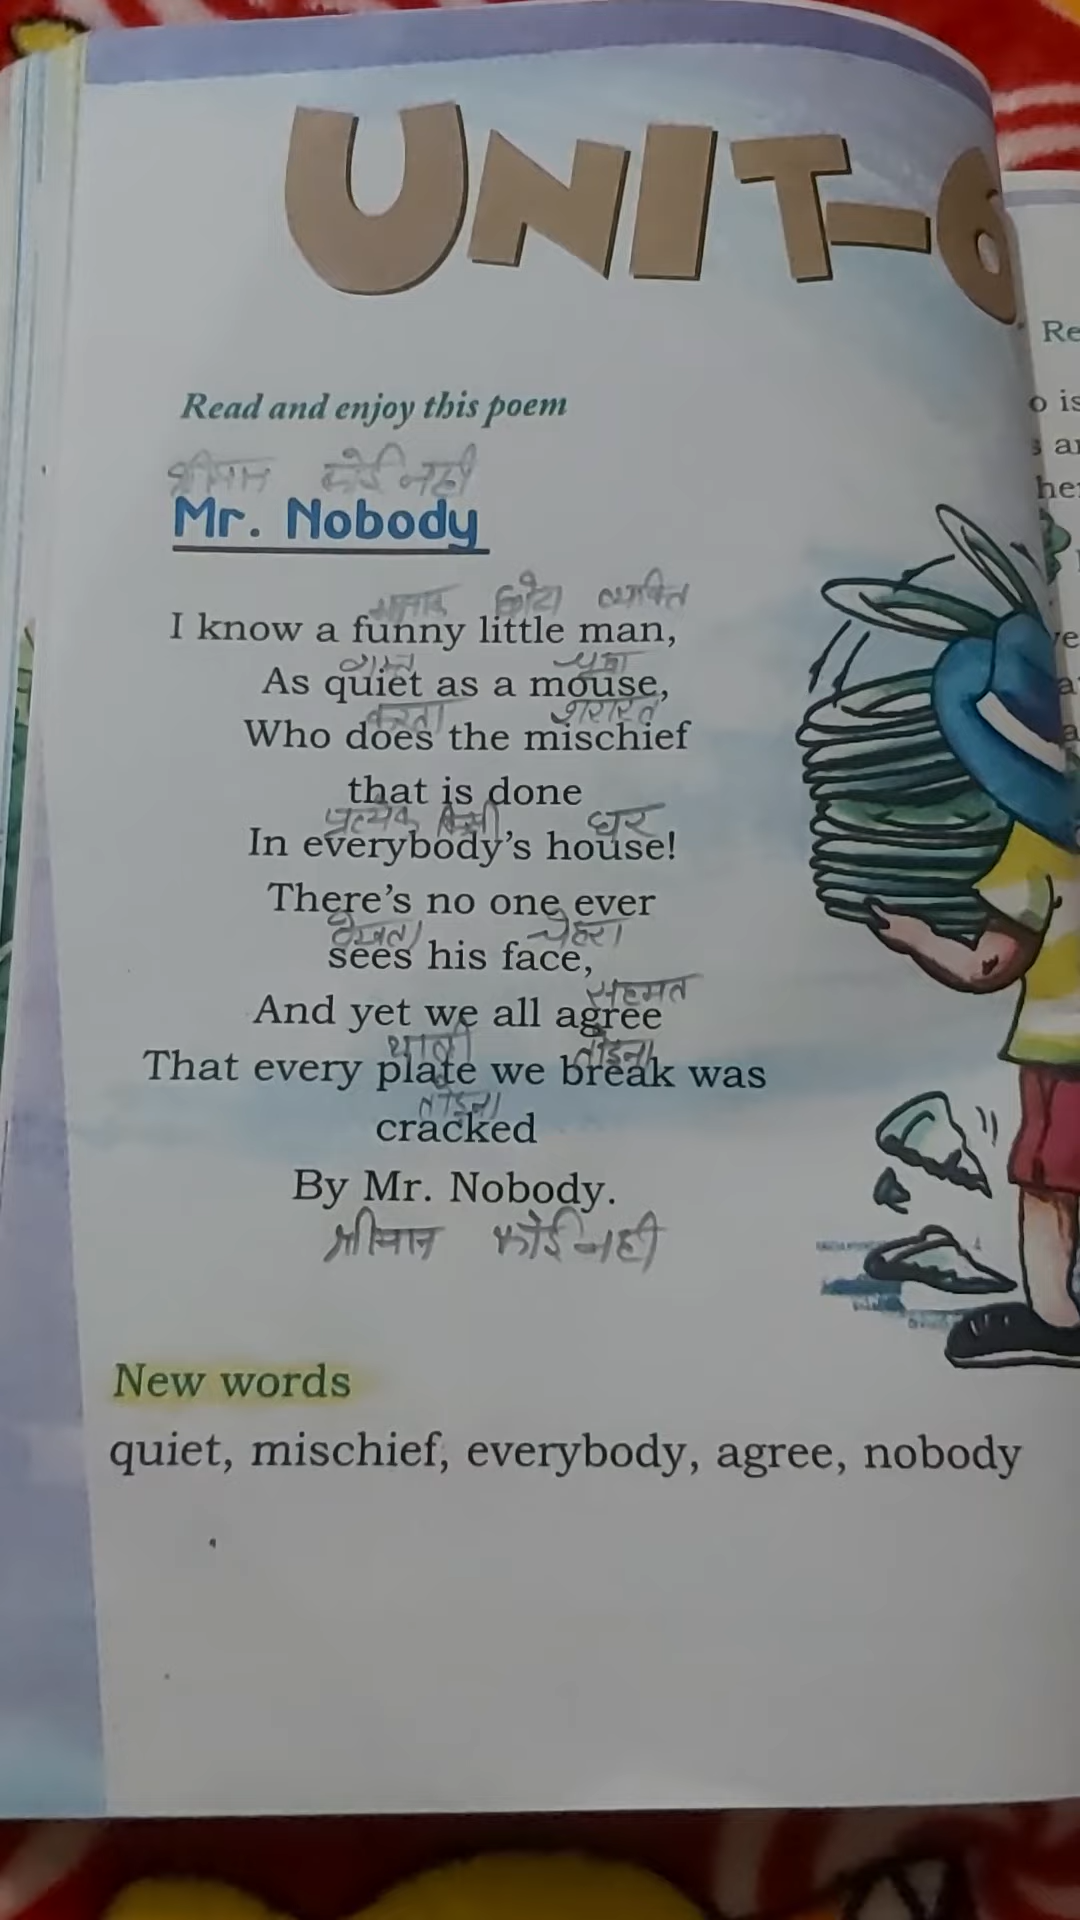 UNIT-6
Read and enjoy this poem
श्रीमान कोई नही
Mr. Nobody
छोटा व्यक्ति
I know a funny little man,
शान्त चूहा
As quiet as a mouse,
करता शरारत
Who does the mischief
that is done
प्रत्येक किसी घर
In everybody's house!
There's no one ever
देखता चेहरा
sees his face,
सहमत
And yet we all agree
थाली तोड़ना
That every plate we break was
तोड़ना
cracked
By Mr. Nobody.
श्रीमान कोई नही
New words
quiet, mischief, everybody, agree, nobody
Re
o is